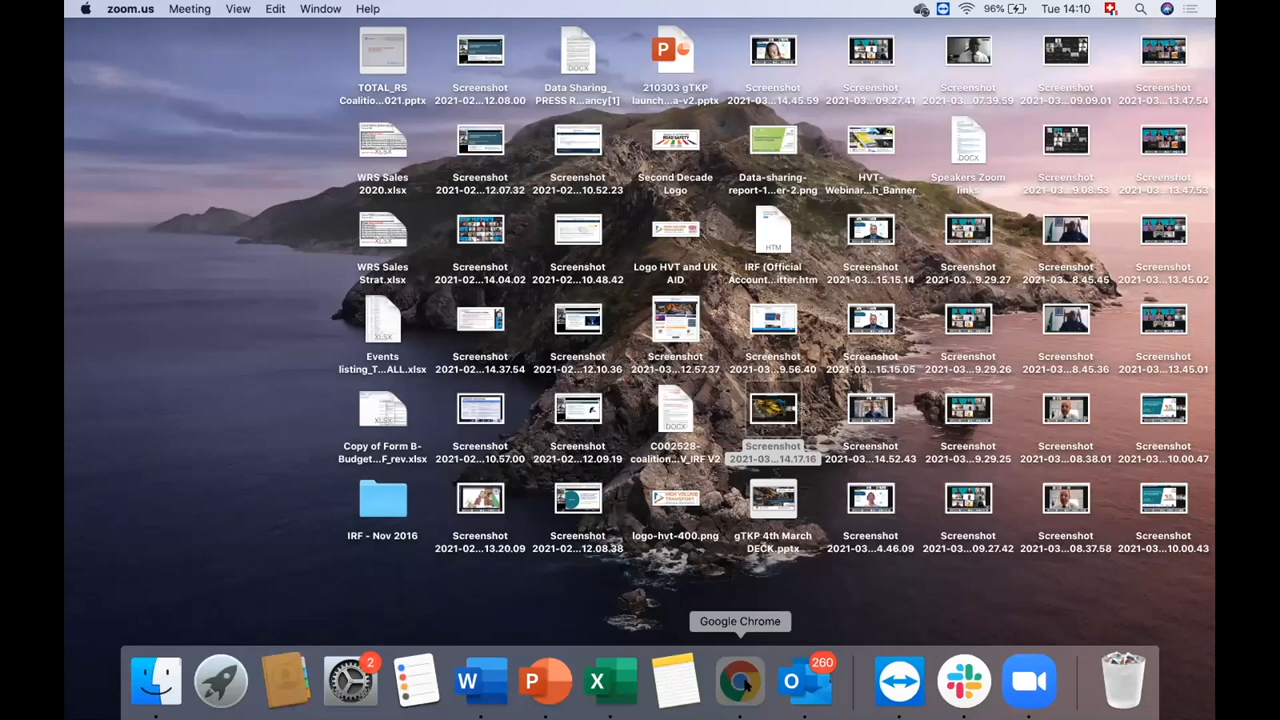 zoom.us Meeting View Edit Window Help 96% Tue 14:10
TOTAL_RS Coalitio...021.pptx
Screenshot 2021-02...12.08.00
Data Sharing_ PRESS R...ancy[1]
210303 gTKP launch...a-v2.pptx
Screenshot 2021-03...14.45.59
Screenshot 2021-03...09.27.41
Screenshot 2021-03...07.39.59
Screenshot 2021-03...09.09.01
Screenshot 2021-03...13.47.54
WRS Sales 2020.xlsx
Screenshot 2021-02...12.07.32
Screenshot 2021-02...10.52.23
Second Decade Logo
Data-sharing- report-1...er-2.png
HVT- Webinar...h_Banner
Speakers Zoom links
Screenshot 2021-03...9.08.53
Screenshot 2021-03...13.47.53
WRS Sales Strat.xlsx
Screenshot 2021-02...14.02.02
Screenshot 2021-02...10.48.42
Logo HVT and UK AID
IRF (Official Account...itter.htm
Screenshot 2021-03...15.15.14
Screenshot 2021-03...9.29.27
Screenshot 2021-03...8.45.45
Screenshot 2021-03...13.45.02
Events listing_T...ALL.xlsx
Screenshot 2021-02...14.37.54
Screenshot 2021-02...12.10.36
Screenshot 2021-03...12.57.37
Screenshot 2021-03...9.56.40
Screenshot 2021-03...15.15.05
Screenshot 2021-03...9.29.26
Screenshot 2021-03...8.45.36
Screenshot 2021-03...13.45.01
Copy of Form B- Budget...F_rev.xlsx
Screenshot 2021-02...10.57.00
Screenshot 2021-02...12.09.19
C002528- coalition...V_IRF V2
Screenshot 2021-03...14.17.16
Screenshot 2021-03...14.52.43
Screenshot 2021-03...9.29.25
Screenshot 2021-03...08.38.01
Screenshot 2021-03...10.00.47
IRF - Nov 2016
Screenshot 2021-02...13.20.09
Screenshot 2021-02...12.08.38
logo-hvt-400.png
gTKP 4th March DECK.pptx
Screenshot 2021-03...4.46.09
Screenshot 2021-03...09.27.42
Screenshot 2021-03...08.37.58
Screenshot 2021-03...10.00.43
Google Chrome
2
260